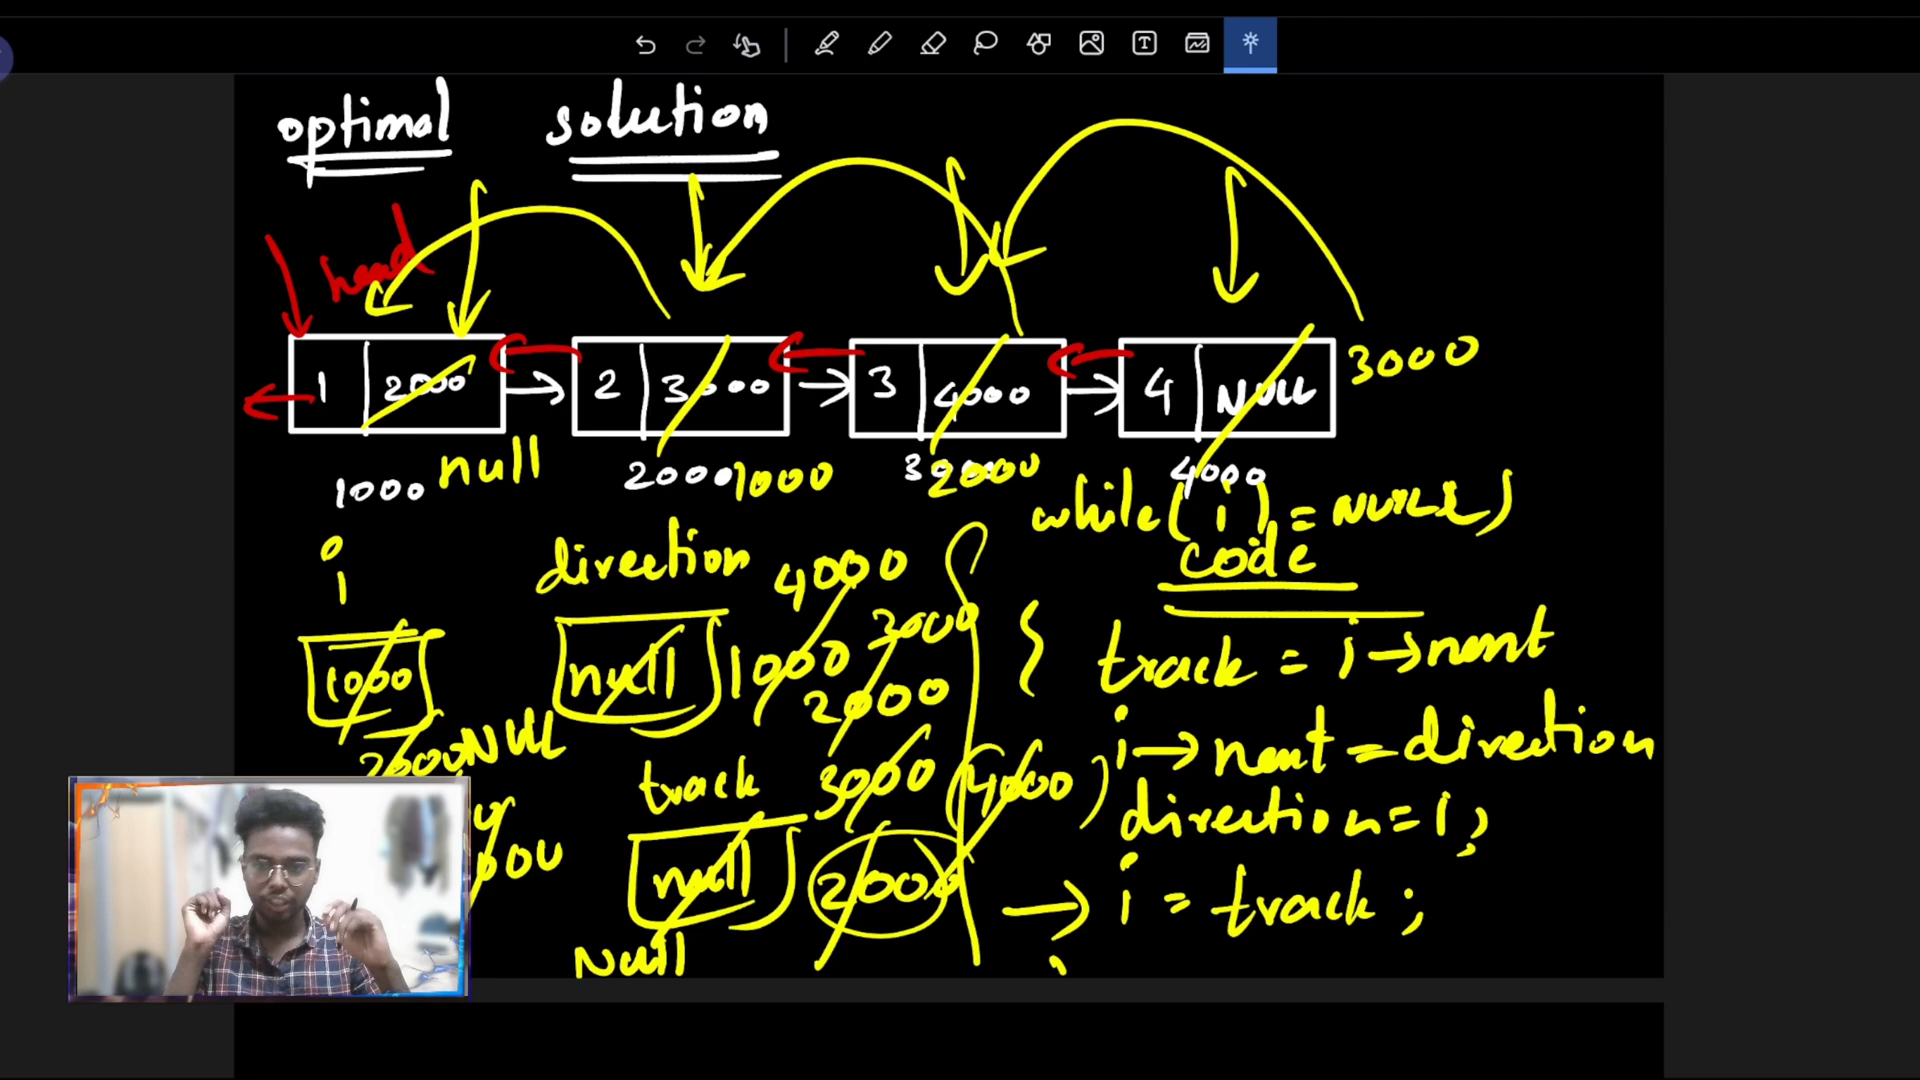 optimal solution
head
1 2000 2 3000 3 4000 4 NULL 3000
1000 null 2000 1000 2000 4000
while(i != NULL)
i direction 4000 code
3000
1000 null 1000 track = i→next
2000
2000 NULL i→next = direction
track 3000 (4000) direction=i;
null 2000 → i = track;
Null